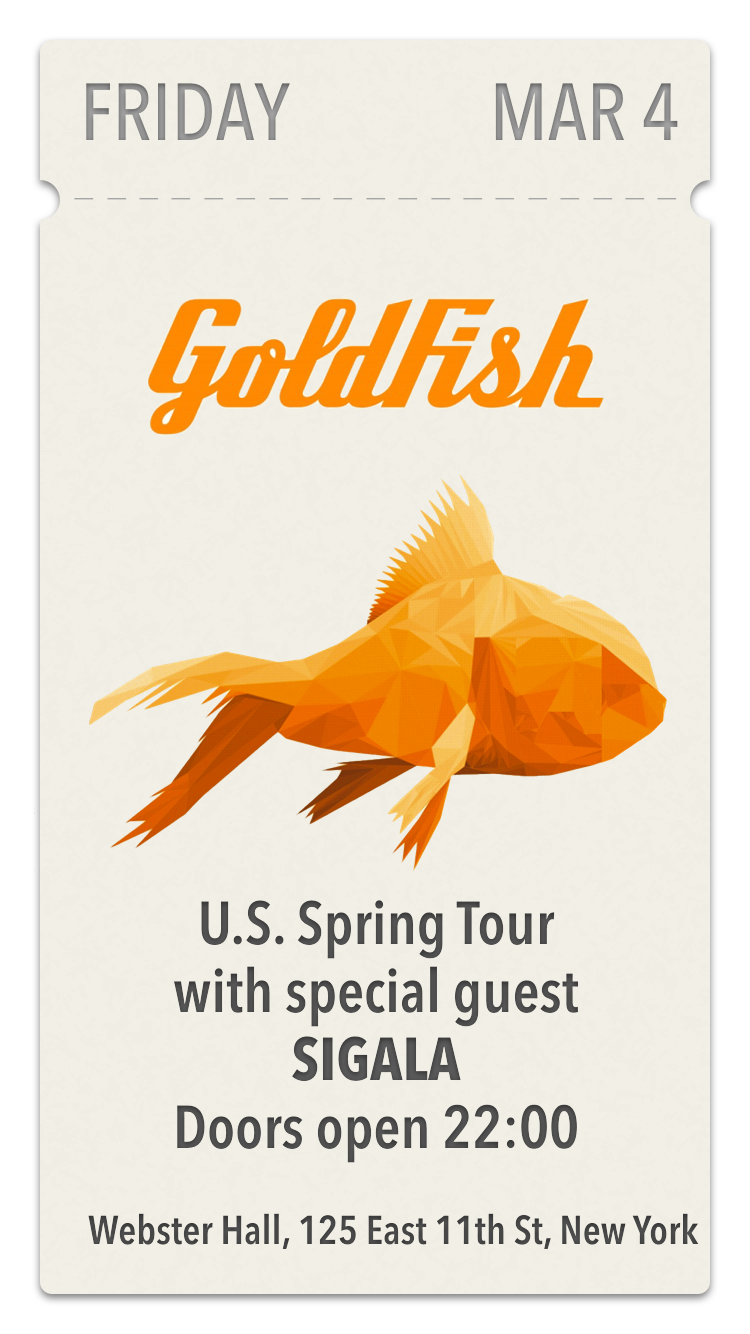 FRIDAY MAR 4
GoldFish
U.S. Spring Tour
with special guest
SIGALA
Doors open 22:00
Webster Hall, 125 East 11th St, New York